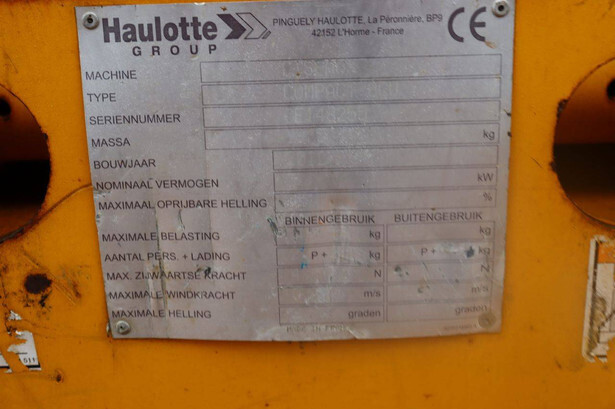 Haulotte
GROUP
PINGUELY HAULOTTE, La Péronnière, BP9
42152 L'Horme - France
CE
MACHINE
TYPE
SERIENNUMMER
MASSA kg
BOUWJAAR
NOMINAAL VERMOGEN kW
MAXIMAAL OPRIJBARE HELLING %
BINNENGEBRUIK BUITENGEBRUIK
MAXIMALE BELASTING kg kg
AANTAL PERS. + LADING P + kg P + kg
MAX. ZIJWAARTSE KRACHT N N
MAXIMALE WINDKRACHT m/s m/s
MAXIMALE HELLING graden graden